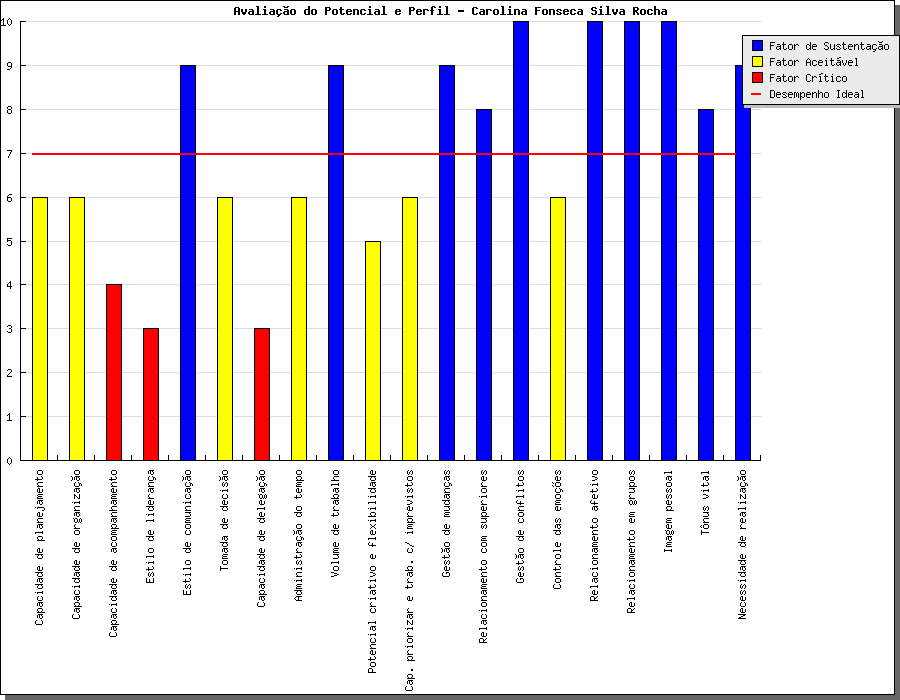 Avaliação do Potencial e Perfil - Carolina Fonseca Silva Rocha
Fator de Sustentação
Fator Aceitável
Fator Crítico
Desempenho Ideal
10
9
8
7
6
5
4
3
2
1
0
Capacidade de planejamento
Capacidade de organização
Capacidade de acompanhamento
Estilo de liderança
Estilo de comunicação
Tomada de decisão
Capacidade de delegação
Administração do tempo
Volume de trabalho
Potencial criativo e flexibilidade
Cap. priorizar e trab. c/ imprevistos
Gestão de mudanças
Relacionamento com superiores
Gestão de conflitos
Controle das emoções
Relacionamento afetivo
Relacionamento em grupos
Imagem pessoal
Tônus vital
Necessidade de realização